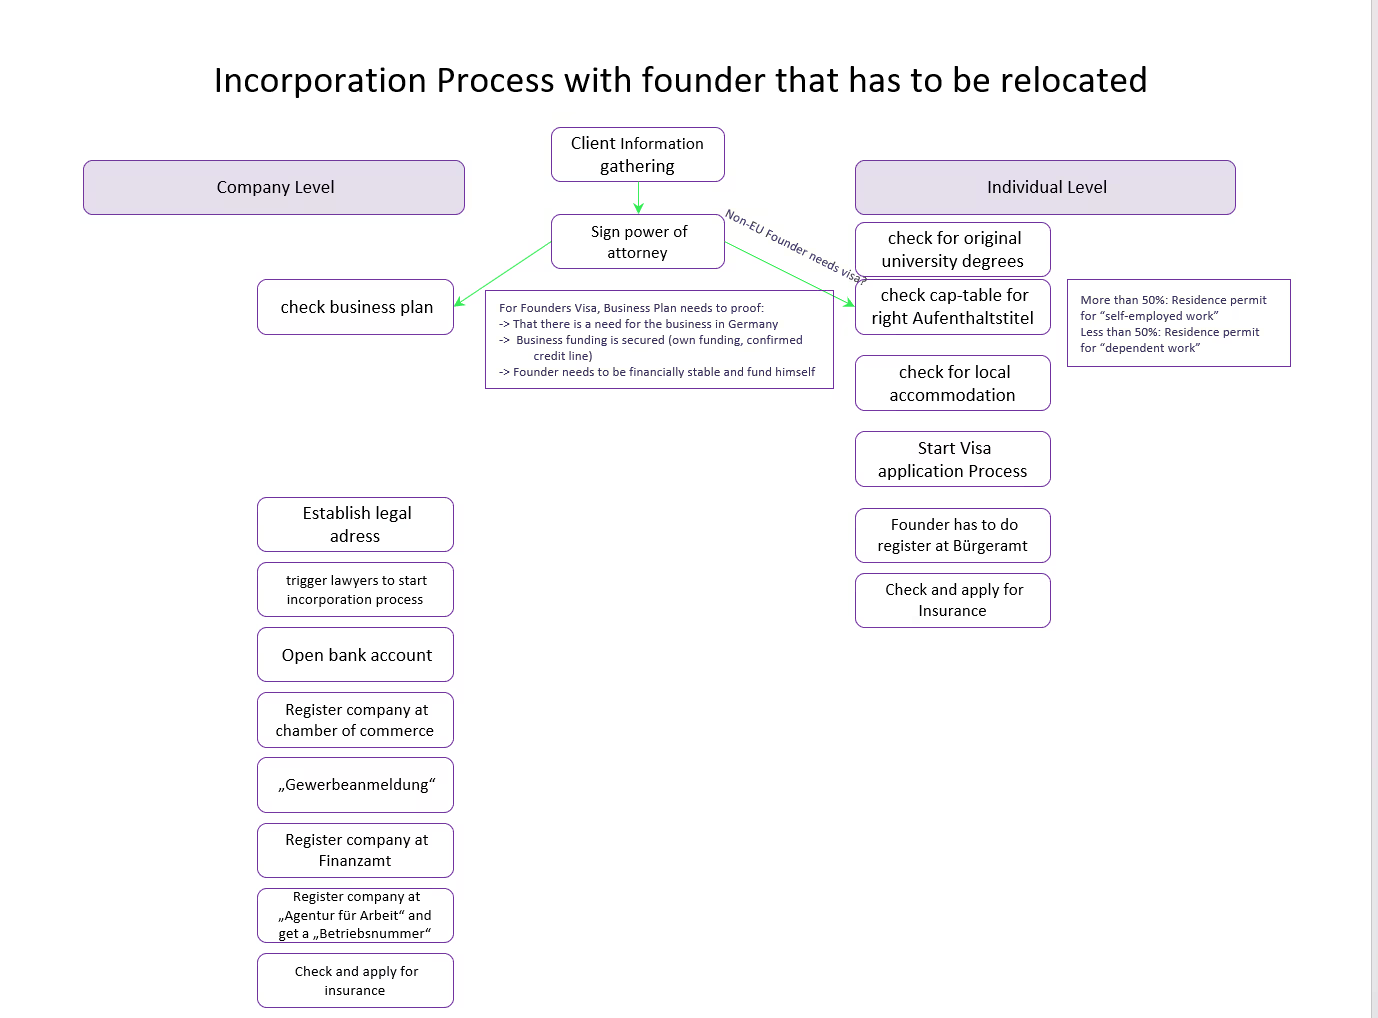 Incorporation Process with founder that has to be relocated
Client Information
gathering
Company Level
Individual Level
Sign power of
attorney
Non-EU Founder needs visa?
check for original
university degrees
check business plan
check cap-table for
right Aufenthaltstitel
For Founders Visa, Business Plan needs to proof:
-> That there is a need for the business in Germany
-> Business funding is secured (own funding, confirmed
credit line)
-> Founder needs to be financially stable and fund himself
More than 50%: Residence permit
for “self-employed work”
Less than 50%: Residence permit
for “dependent work”
check for local
accommodation
Start Visa
application Process
Establish legal
adress
Founder has to do
register at Bürgeramt
trigger lawyers to start
incorporation process
Check and apply for
Insurance
Open bank account
Register company at
chamber of commerce
„Gewerbeanmeldung“
Register company at
Finanzamt
Register company at
„Agentur für Arbeit“ and
get a „Betriebsnummer“
Check and apply for
insurance